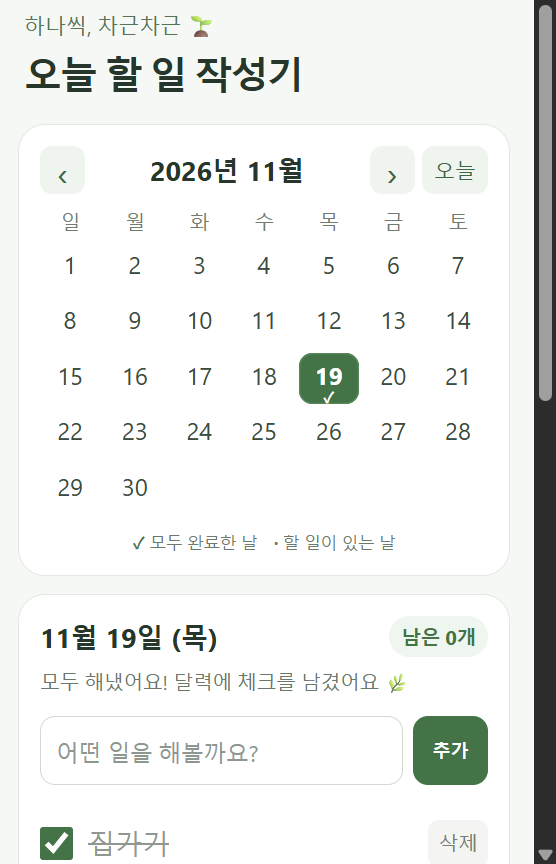 하나씩, 차근차근 🌱
오늘 할 일 작성기
‹ 2026년 11월 › 오늘
일 월 화 수 목 금 토
1 2 3 4 5 6 7
8 9 10 11 12 13 14
15 16 17 18 19 20 21
✓
22 23 24 25 26 27 28
29 30
✓ 모두 완료한 날 · 할 일이 있는 날
11월 19일 (목) 남은 0개
모두 해냈어요! 달력에 체크를 남겼어요 🌿
어떤 일을 해볼까요? 추가
집가기 삭제